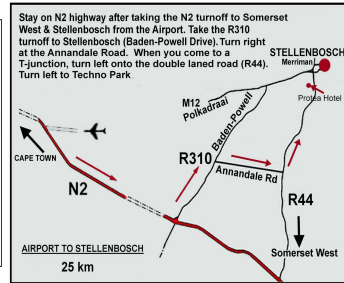 Stay on N2 highway after taking the N2 turnoff to Somerset
West & Stellenbosch from the Airport. Take the R310
turnoff to Stellenbosch (Baden-Powell Drive). Turn right
at the Annandale Road. When you come to a
T-junction, turn left onto the double laned road (R44).
Turn left to Techno Park
STELLENBOSCH
Merriman
Protea Hotel
M12
Polkadraai
Baden-Powell
CAPE TOWN
N2
R310
Annandale Rd
R44
Somerset West
AIRPORT TO STELLENBOSCH
25 km